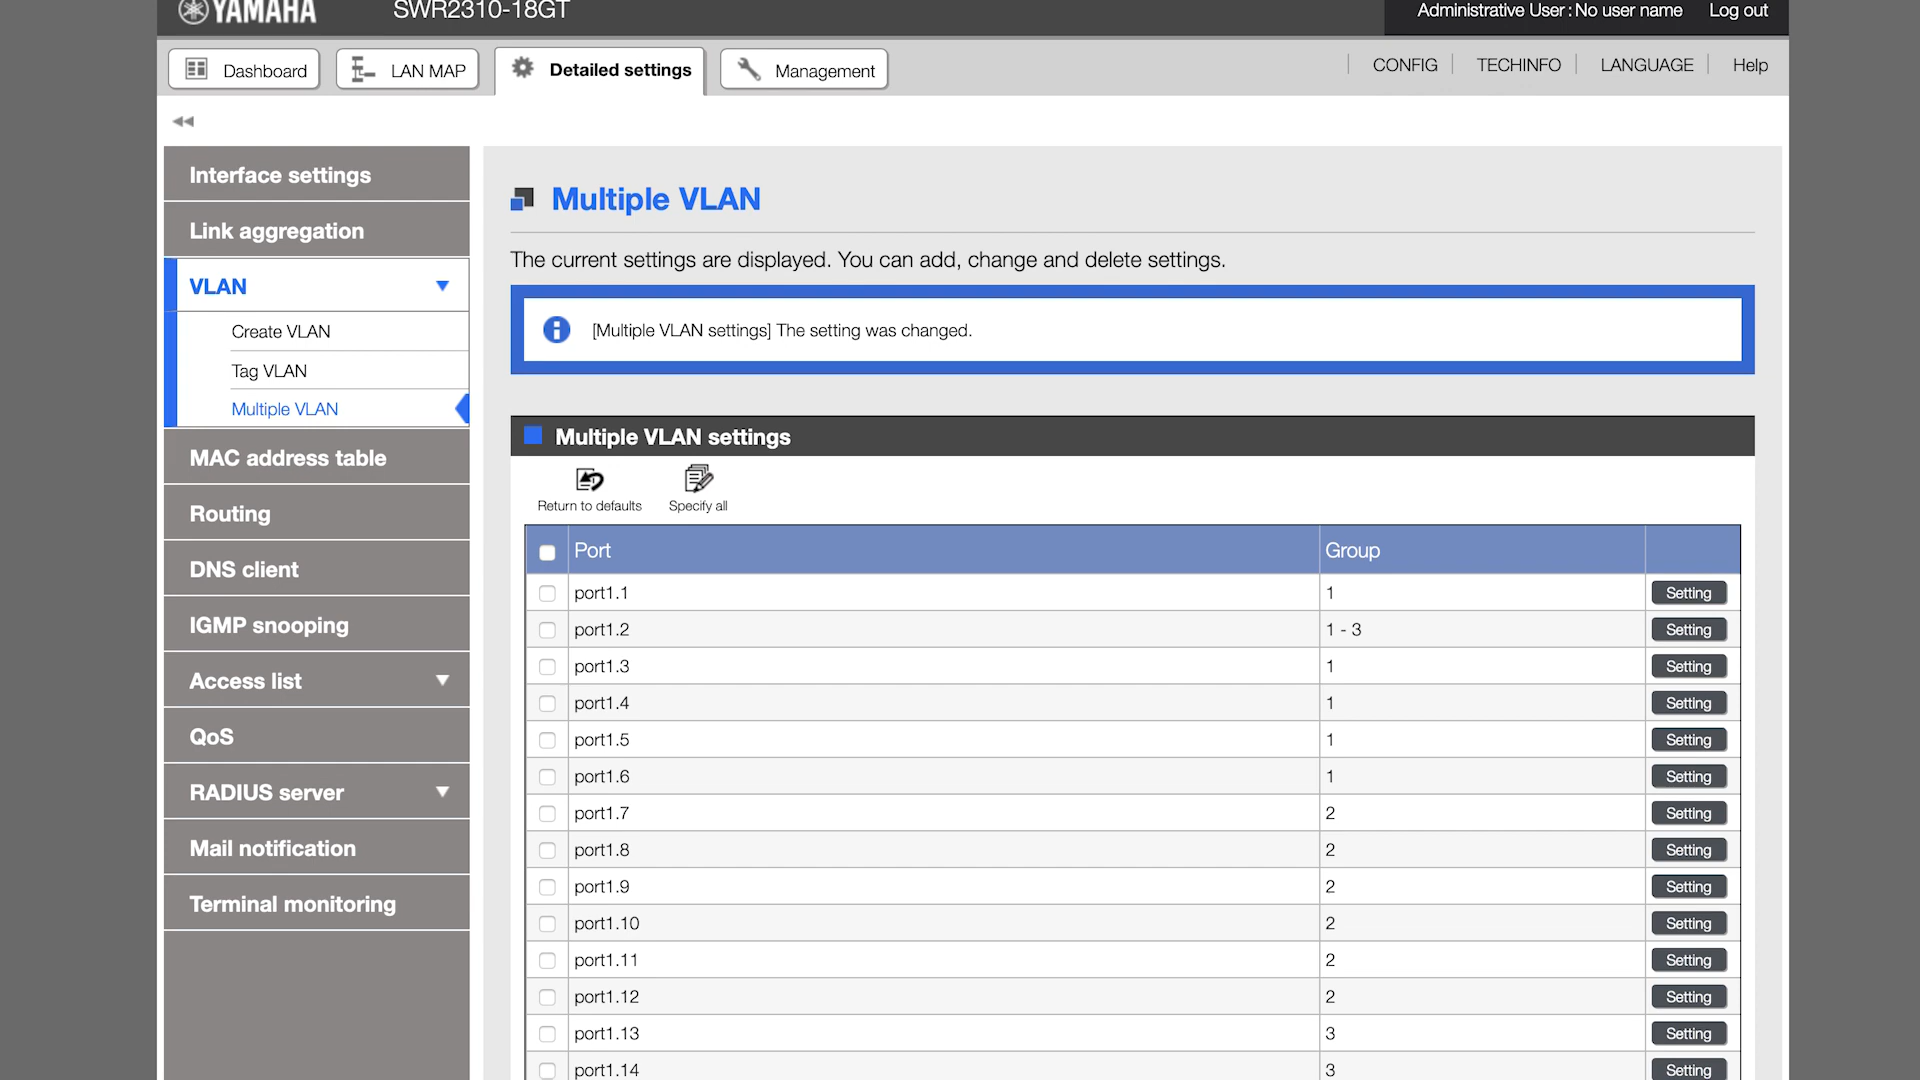 YAMAHA
SWR2310-18GT
Administrative User : No user name
Log out
Dashboard
LAN MAP
Detailed settings
Management
CONFIG
TECHINFO
LANGUAGE
Help
Interface settings
Link aggregation
VLAN
Create VLAN
Tag VLAN
Multiple VLAN
MAC address table
Routing
DNS client
IGMP snooping
Access list
QoS
RADIUS server
Mail notification
Terminal monitoring
Multiple VLAN
The current settings are displayed. You can add, change and delete settings.
[Multiple VLAN settings] The setting was changed.
Multiple VLAN settings
Return to defaults
Specify all
Port Group
port1.1 1 Setting
port1.2 1 - 3 Setting
port1.3 1 Setting
port1.4 1 Setting
port1.5 1 Setting
port1.6 1 Setting
port1.7 2 Setting
port1.8 2 Setting
port1.9 2 Setting
port1.10 2 Setting
port1.11 2 Setting
port1.12 2 Setting
port1.13 3 Setting
port1.14 3 Setting